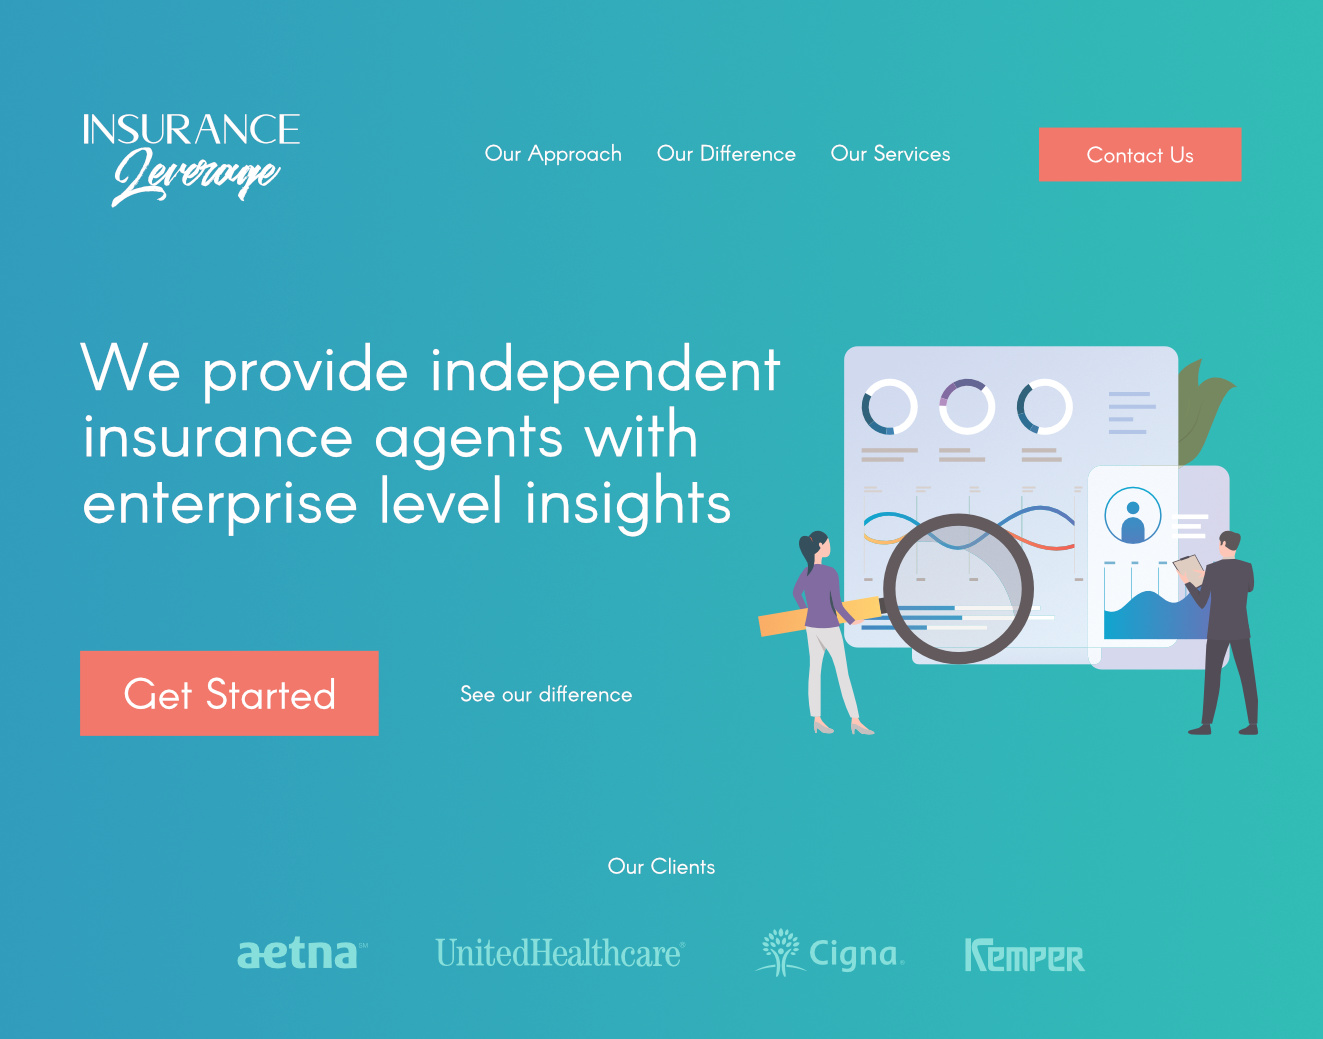 INSURANCE
Leverage
Our Approach
Our Difference
Our Services
Contact Us
We provide independent
insurance agents with
enterprise level insights
Get Started
See our difference
Our Clients
aetna℠
UnitedHealthcare®
Cigna®
Kemper